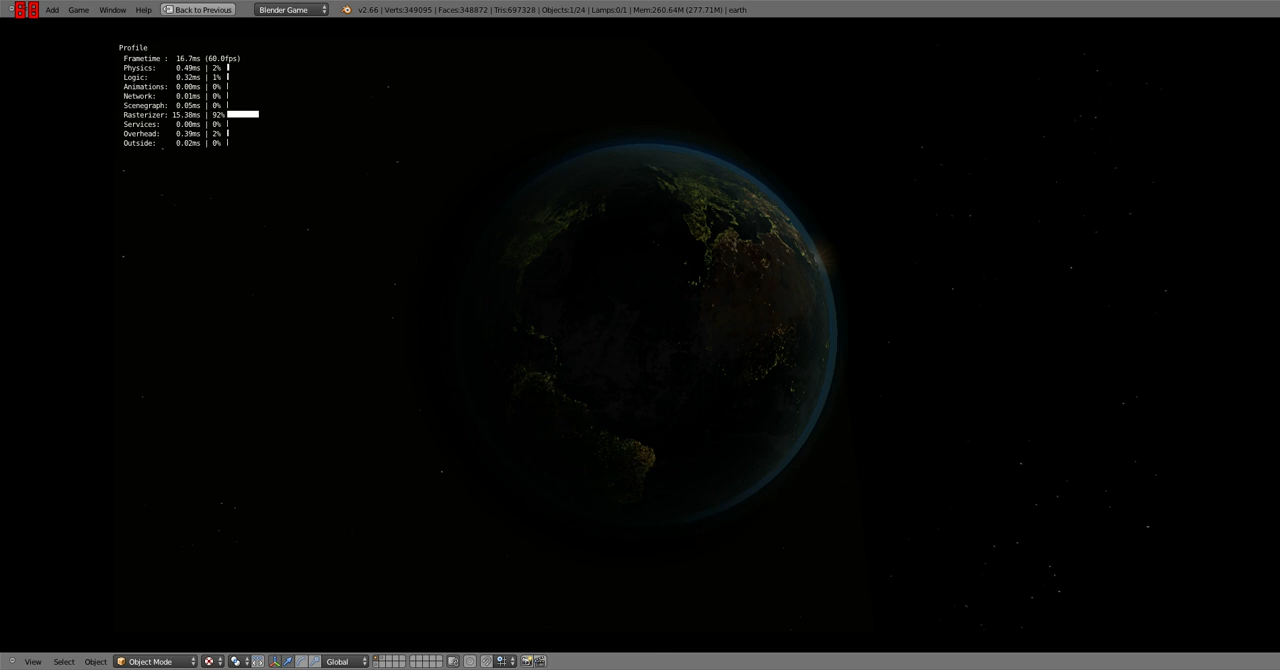 60 Add Game Window Help Back to Previous Blender Game v2.66 | Verts:349095 | Faces:348872 | Tris:697328 | Objects:1/24 | Lamps:0/1 | Mem:260.64M (277.71M) | earth
Profile
Frametime : 16.7ms (60.0fps)
Physics: 0.49ms | 2%
Logic: 0.32ms | 1%
Animations: 0.00ms | 0%
Network: 0.01ms | 0%
Scenegraph: 0.05ms | 0%
Rasterizer: 15.38ms | 92%
Services: 0.00ms | 0%
Overhead: 0.39ms | 2%
Outside: 0.02ms | 0%
View Select Object Object Mode Global